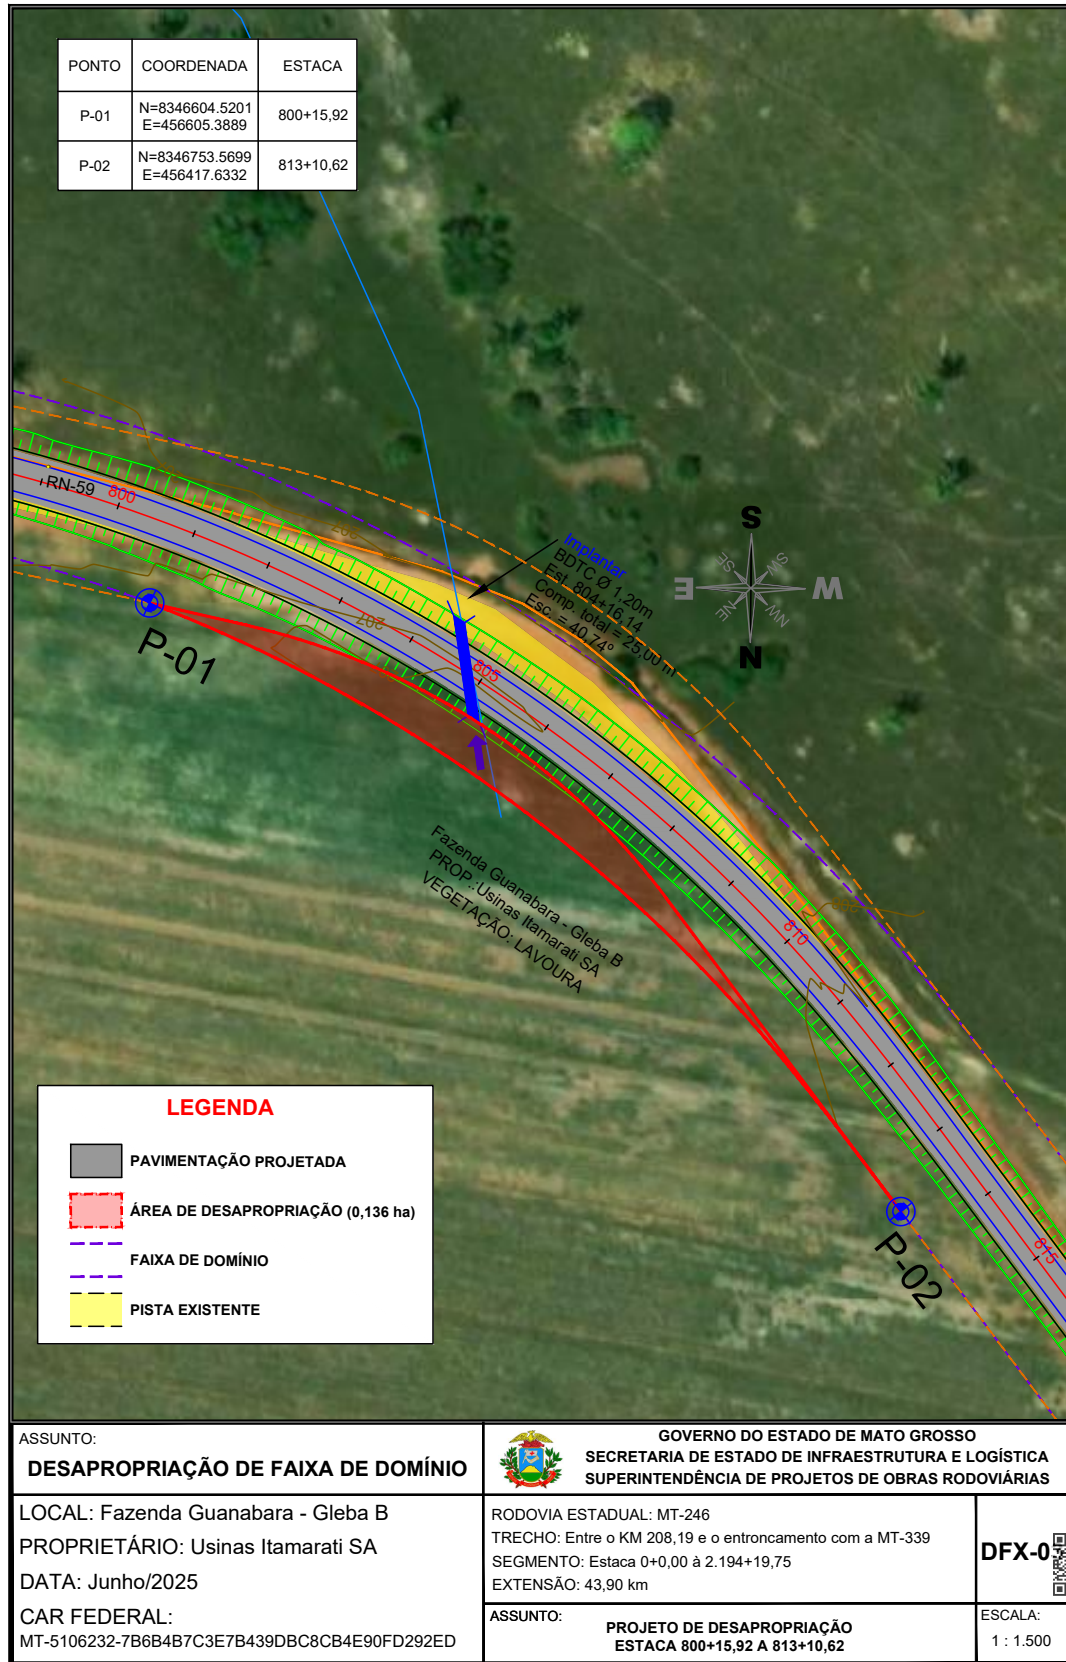 PONTO COORDENADA ESTACA
P-01 N=8346604.5201 E=456605.3889 800+15,92
P-02 N=8346753.5699 E=456417.6332 813+10,62
RN-59
800
207
805
Implantar
BDTC Ø 1,20m
Est. 804+16,14
Comp. total = 25,00 m
Esc. = 40,74°
S
SE
SW
E
W
NE
NW
N
P-01
Fazenda Guanabara - Gleba B
PROP.:Usinas Itamarati SA
VEGETAÇÃO: LAVOURA
810
815
P-02
LEGENDA
PAVIMENTAÇÃO PROJETADA
ÁREA DE DESAPROPRIAÇÃO (0,136 ha)
FAIXA DE DOMÍNIO
PISTA EXISTENTE
ASSUNTO:
DESAPROPRIAÇÃO DE FAIXA DE DOMÍNIO
GOVERNO DO ESTADO DE MATO GROSSO
SECRETARIA DE ESTADO DE INFRAESTRUTURA E LOGÍSTICA
SUPERINTENDÊNCIA DE PROJETOS DE OBRAS RODOVIÁRIAS
LOCAL: Fazenda Guanabara - Gleba B
PROPRIETÁRIO: Usinas Itamarati SA
DATA: Junho/2025
CAR FEDERAL:
MT-5106232-7B6B4B7C3E7B439DBC8CB4E90FD292ED
RODOVIA ESTADUAL: MT-246
TRECHO: Entre o KM 208,19 e o entroncamento com a MT-339
SEGMENTO: Estaca 0+0,00 à 2.194+19,75
EXTENSÃO: 43,90 km
DFX-0
ASSUNTO:
PROJETO DE DESAPROPRIAÇÃO
ESTACA 800+15,92 A 813+10,62
ESCALA:
1 : 1.500